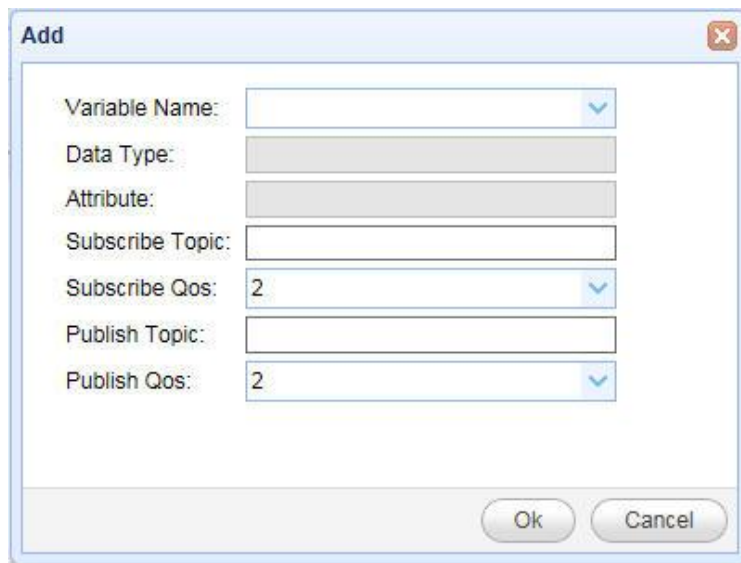 Add
Variable Name:
Data Type:
Attribute:
Subscribe Topic:
Subscribe Qos: 2
Publish Topic:
Publish Qos: 2
Ok Cancel